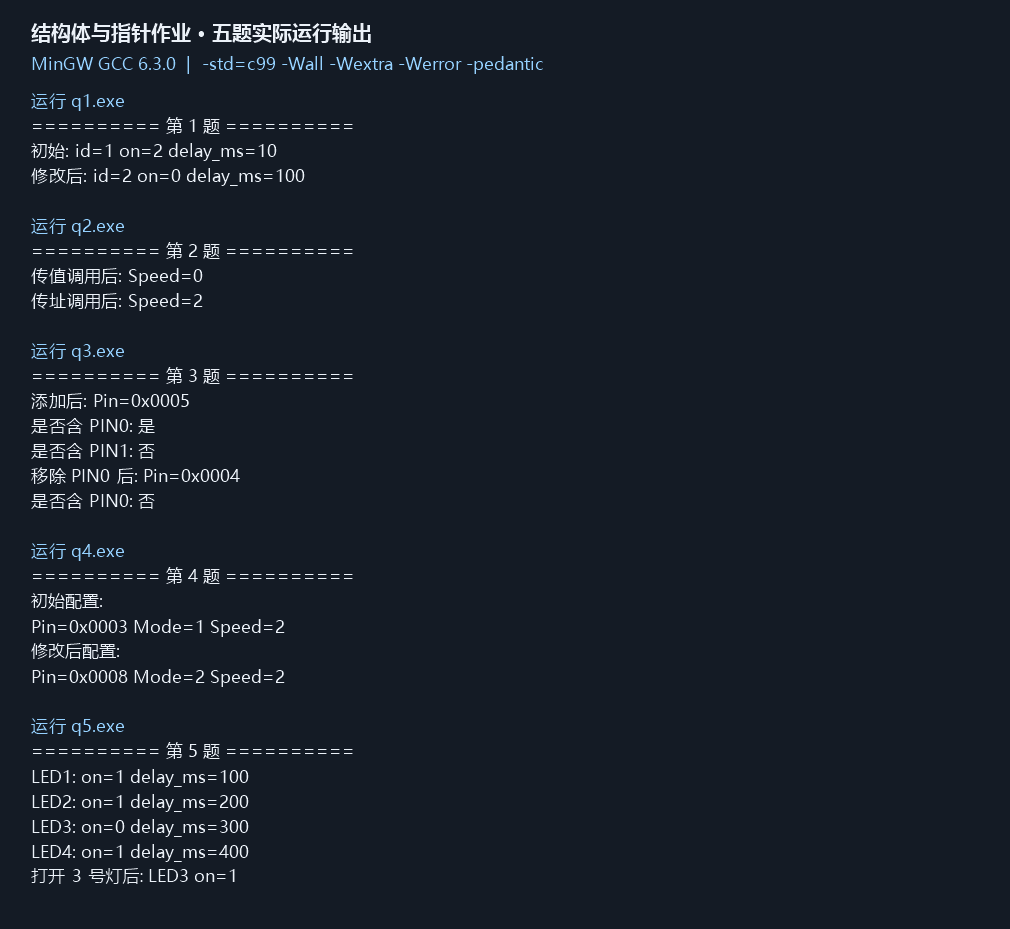 结构体与指针作业 • 五题实际运行输出
MinGW GCC 6.3.0 | -std=c99 -Wall -Wextra -Werror -pedantic
运行 q1.exe
========== 第 1 题 ==========
初始: id=1 on=2 delay_ms=10
修改后: id=2 on=0 delay_ms=100
运行 q2.exe
========== 第 2 题 ==========
传值调用后: Speed=0
传址调用后: Speed=2
运行 q3.exe
========== 第 3 题 ==========
添加后: Pin=0x0005
是否含 PIN0: 是
是否含 PIN1: 否
移除 PIN0 后: Pin=0x0004
是否含 PIN0: 否
运行 q4.exe
========== 第 4 题 ==========
初始配置:
Pin=0x0003 Mode=1 Speed=2
修改后配置:
Pin=0x0008 Mode=2 Speed=2
运行 q5.exe
========== 第 5 题 ==========
LED1: on=1 delay_ms=100
LED2: on=1 delay_ms=200
LED3: on=0 delay_ms=300
LED4: on=1 delay_ms=400
打开 3 号灯后: LED3 on=1